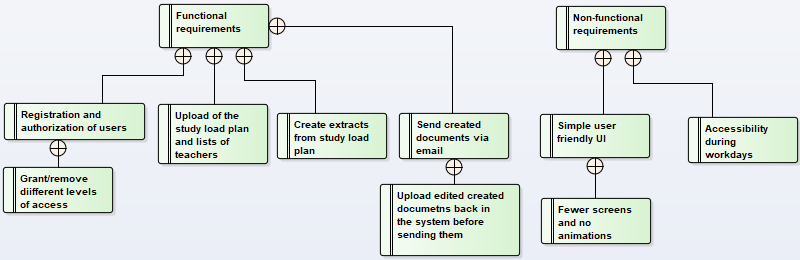 Functional
requirements
Non-functional
requirements
Registration and
authorization of users
Upload of the
study load plan
and lists of
teachers
Create extracts
from study load
plan
Send created
documents via
email
Simple user
friendly UI
Accessibility
during
workdays
Grant/remove
diifferent levels
of access
Upload edited created
documetns back in
the system before
sending them
Fewer screens
and no
animations